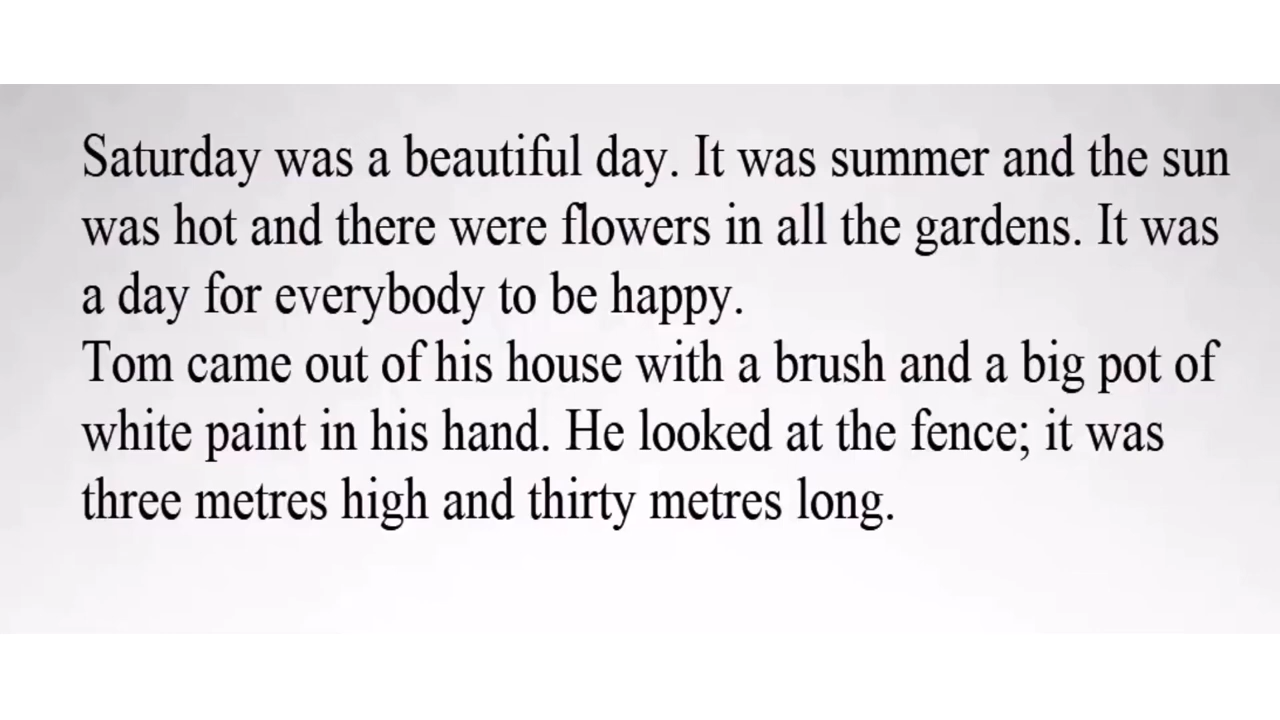 Saturday was a beautiful day. It was summer and the sun
was hot and there were flowers in all the gardens. It was
a day for everybody to be happy.
Tom came out of his house with a brush and a big pot of
white paint in his hand. He looked at the fence; it was
three metres high and thirty metres long.